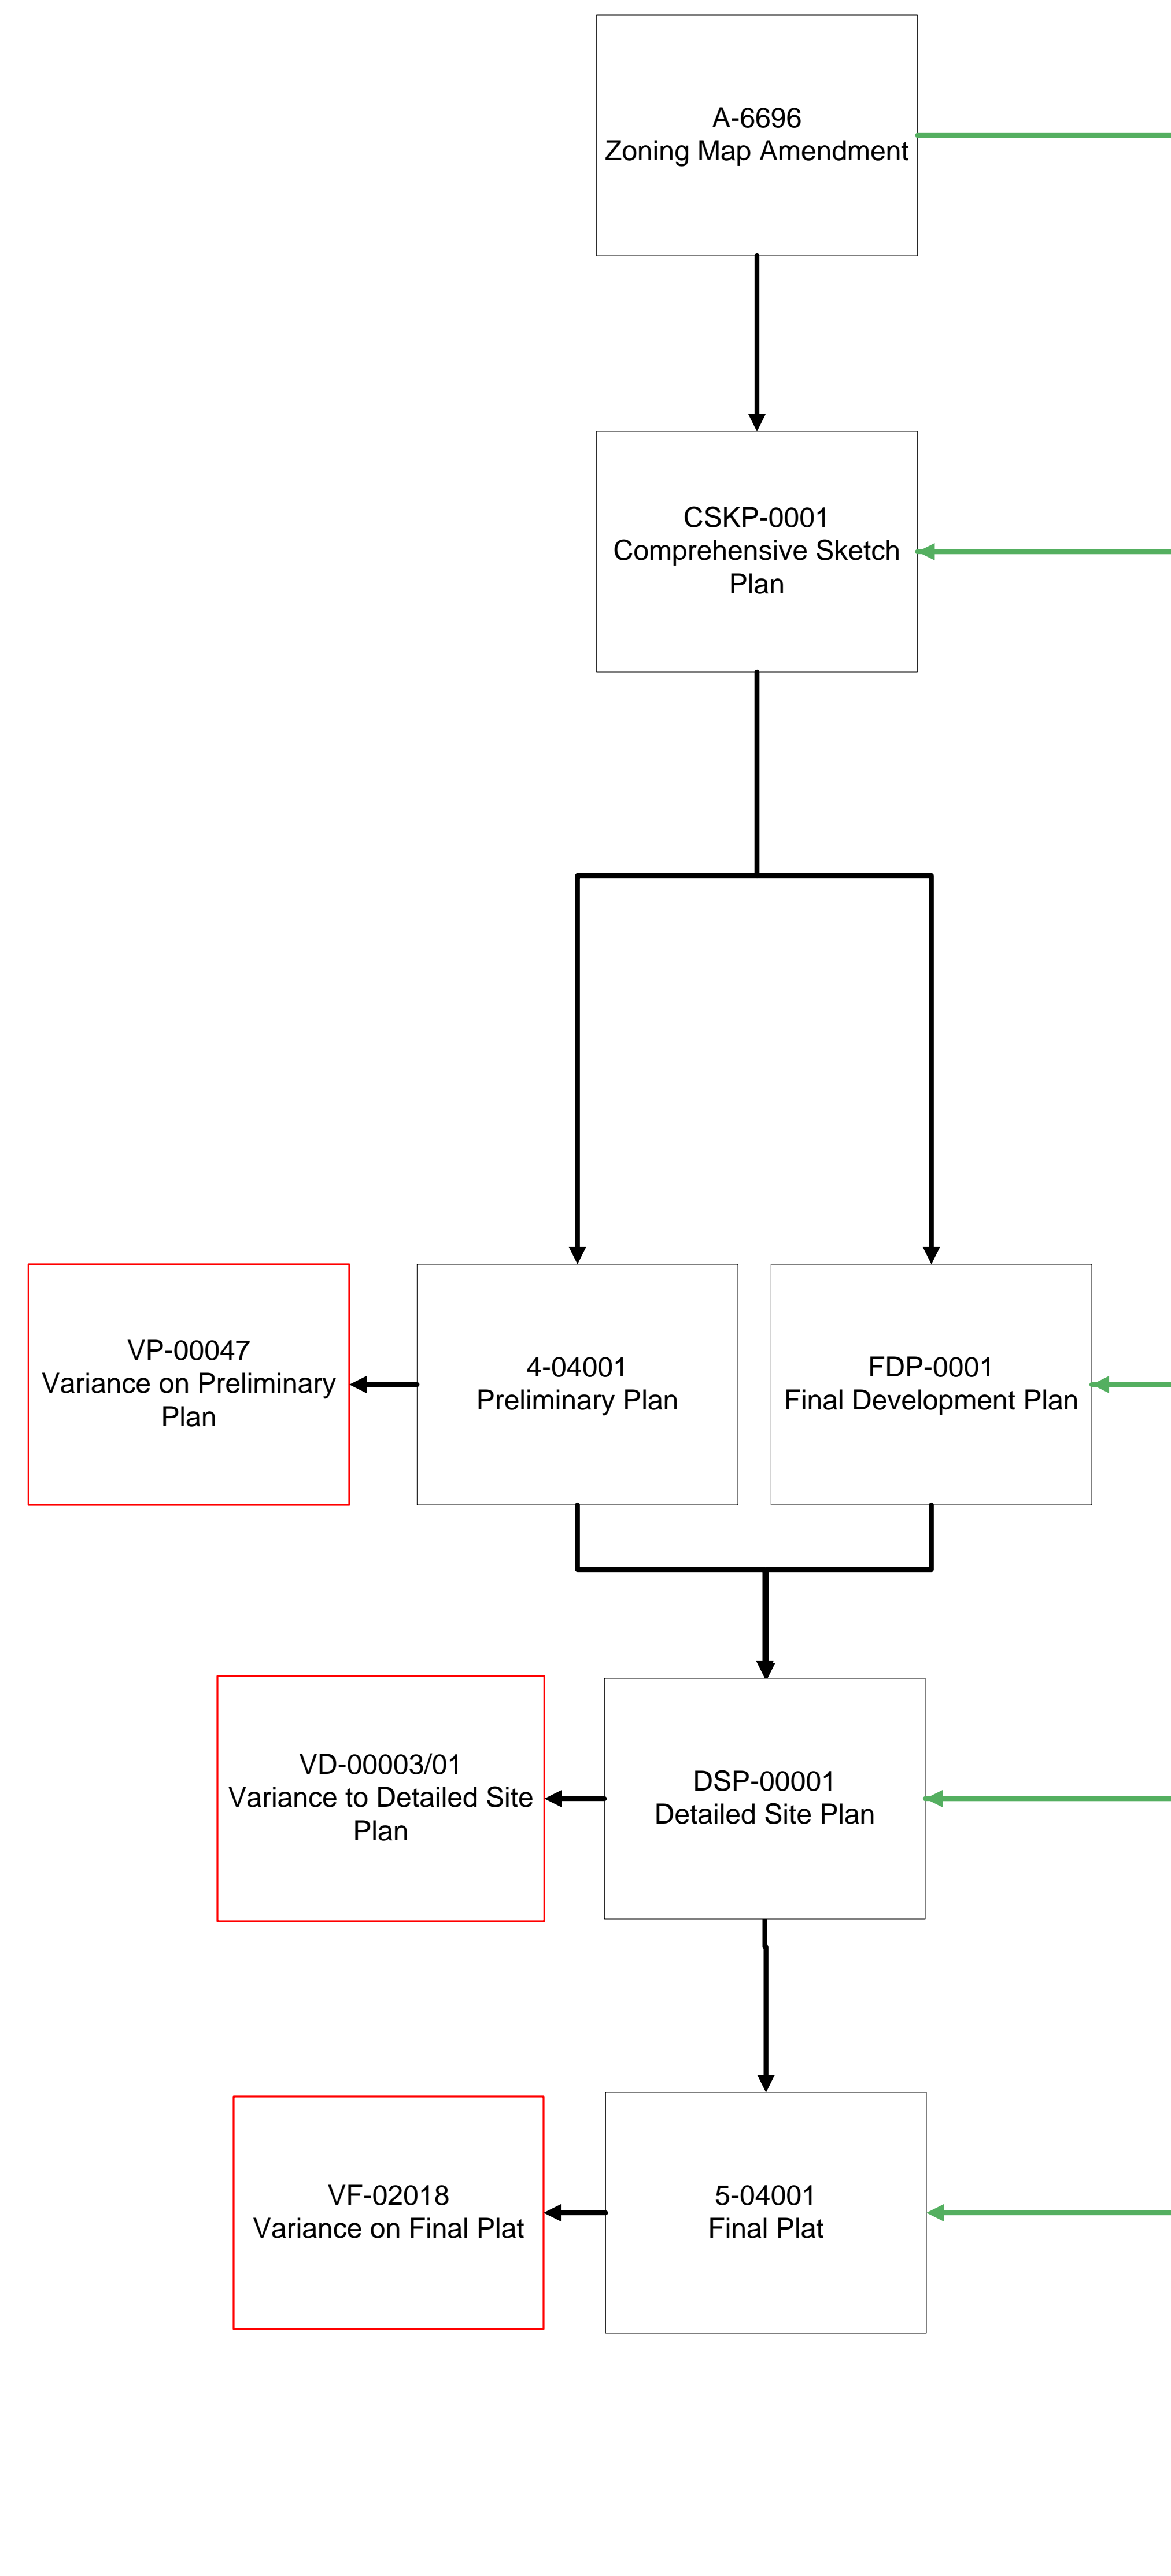 A-6696
Zoning Map Amendment
CSKP-0001
Comprehensive Sketch
Plan
VP-00047
Variance on Preliminary
Plan
4-04001
Preliminary Plan
FDP-0001
Final Development Plan
VD-00003/01
Variance to Detailed Site
Plan
DSP-00001
Detailed Site Plan
VF-02018
Variance on Final Plat
5-04001
Final Plat